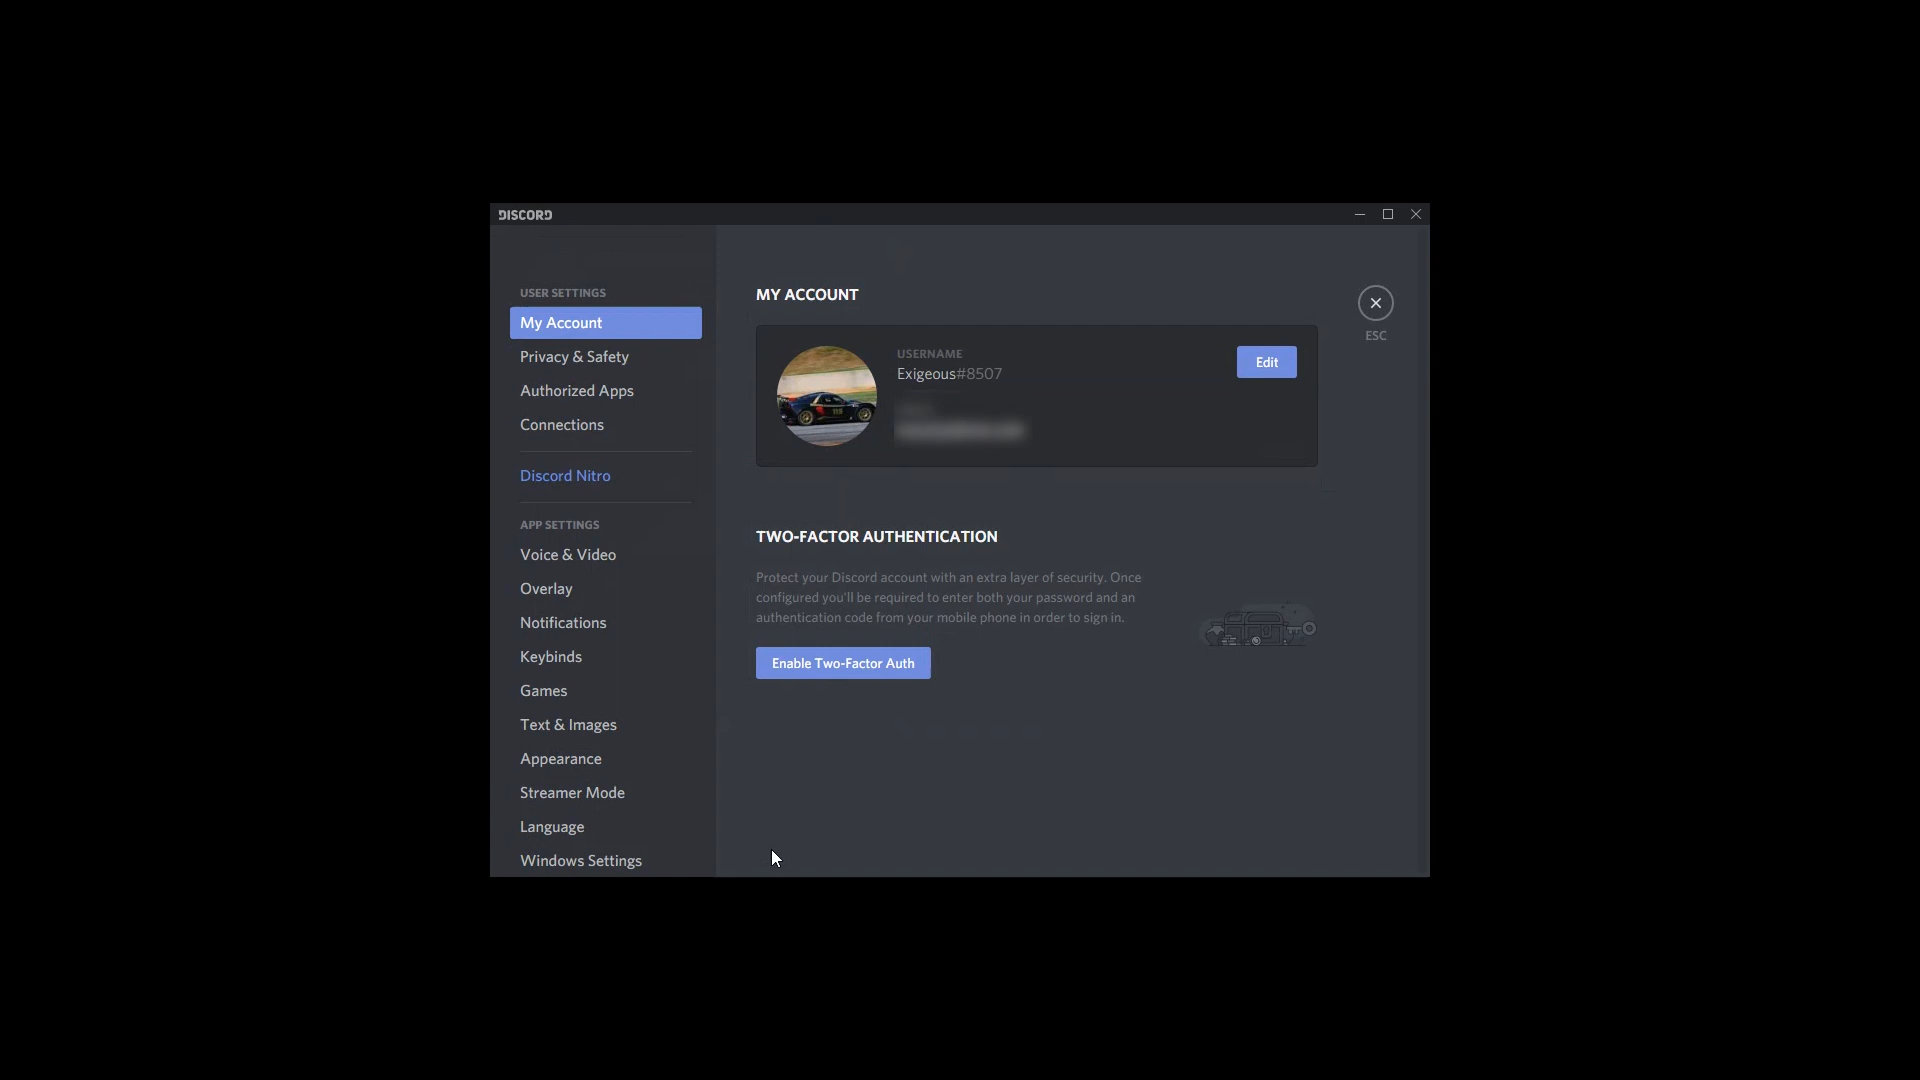 DISCORD
USER SETTINGS
My Account
Privacy & Safety
Authorized Apps
Connections
Discord Nitro
APP SETTINGS
Voice & Video
Overlay
Notifications
Keybinds
Games
Text & Images
Appearance
Streamer Mode
Language
Windows Settings
MY ACCOUNT
USERNAME
Exigeous#8507
Edit
ESC
TWO-FACTOR AUTHENTICATION
Protect your Discord account with an extra layer of security. Once
configured you'll be required to enter both your password and an
authentication code from your mobile phone in order to sign in.
Enable Two-Factor Auth